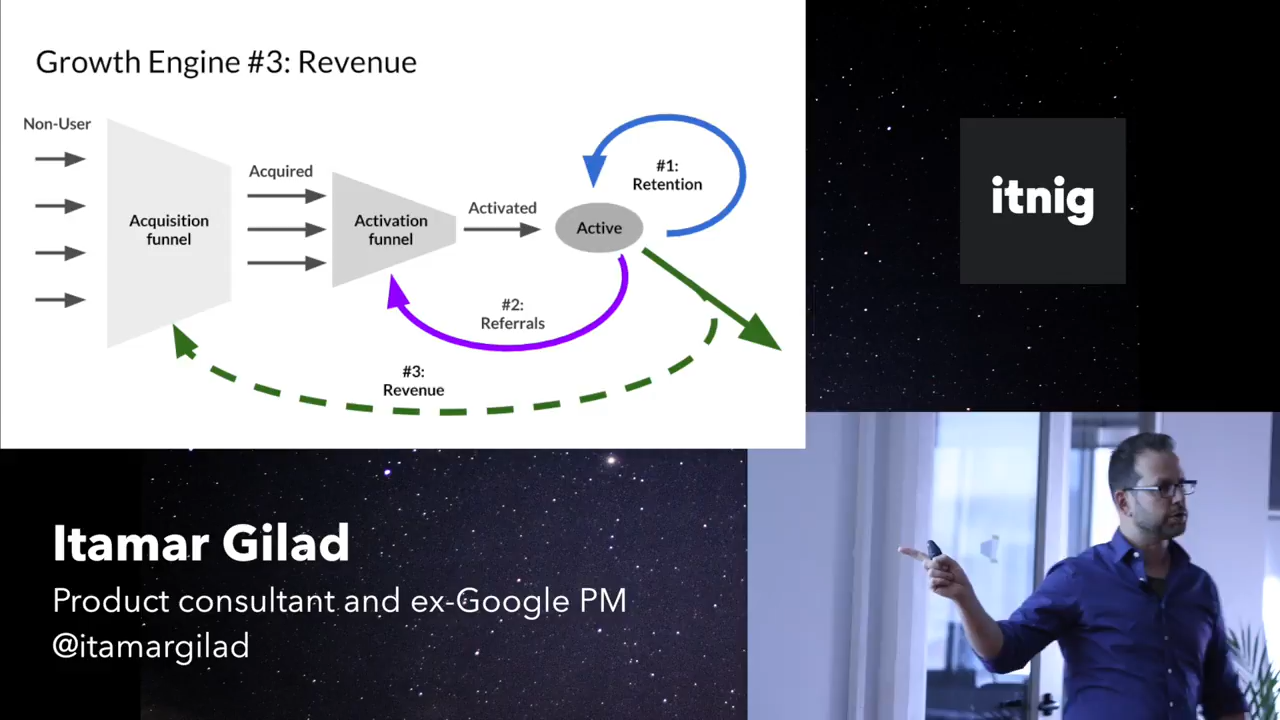 Growth Engine #3: Revenue
Non-User
Acquisition
funnel
Acquired
Activation
funnel
Activated
Active
#1:
Retention
#2:
Referrals
#3:
Revenue
itnig
Itamar Gilad
Product consultant and ex-Google PM
@itamargilad